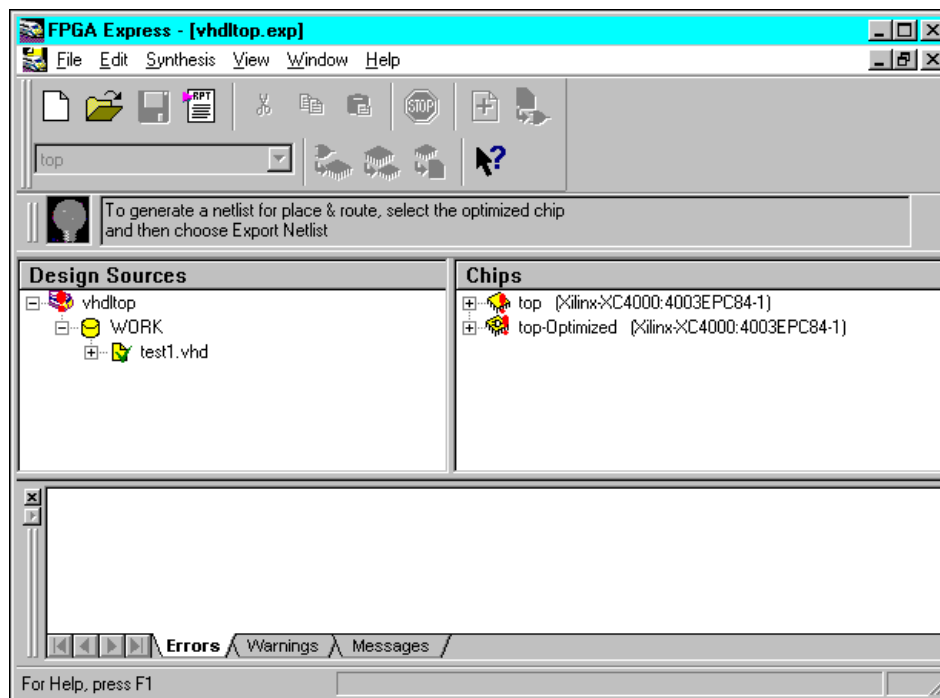 FPGA Express - [vhdltop.exp]
File Edit Synthesis View Window Help
RPT STOP
top
To generate a netlist for place & route, select the optimized chip
and then choose Export Netlist
Design Sources
vhdltop
WORK
test1.vhd
Chips
top (Xilinx-XC4000:4003EPC84-1)
top-Optimized (Xilinx-XC4000:4003EPC84-1)
Errors Warnings Messages
For Help, press F1